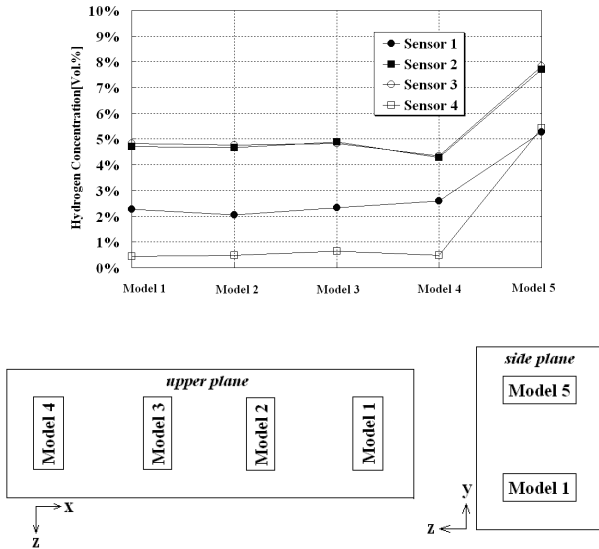 10%
9%
8%
7%
6%
5%
4%
3%
2%
1%
0%
Hydrogen Concentration[Vol.%]
Sensor 1
Sensor 2
Sensor 3
Sensor 4
Model 1 Model 2 Model 3 Model 4 Model 5
upper plane
Model 4
Model 3
Model 2
Model 1
x
z
side plane
Model 5
Model 1
y
z